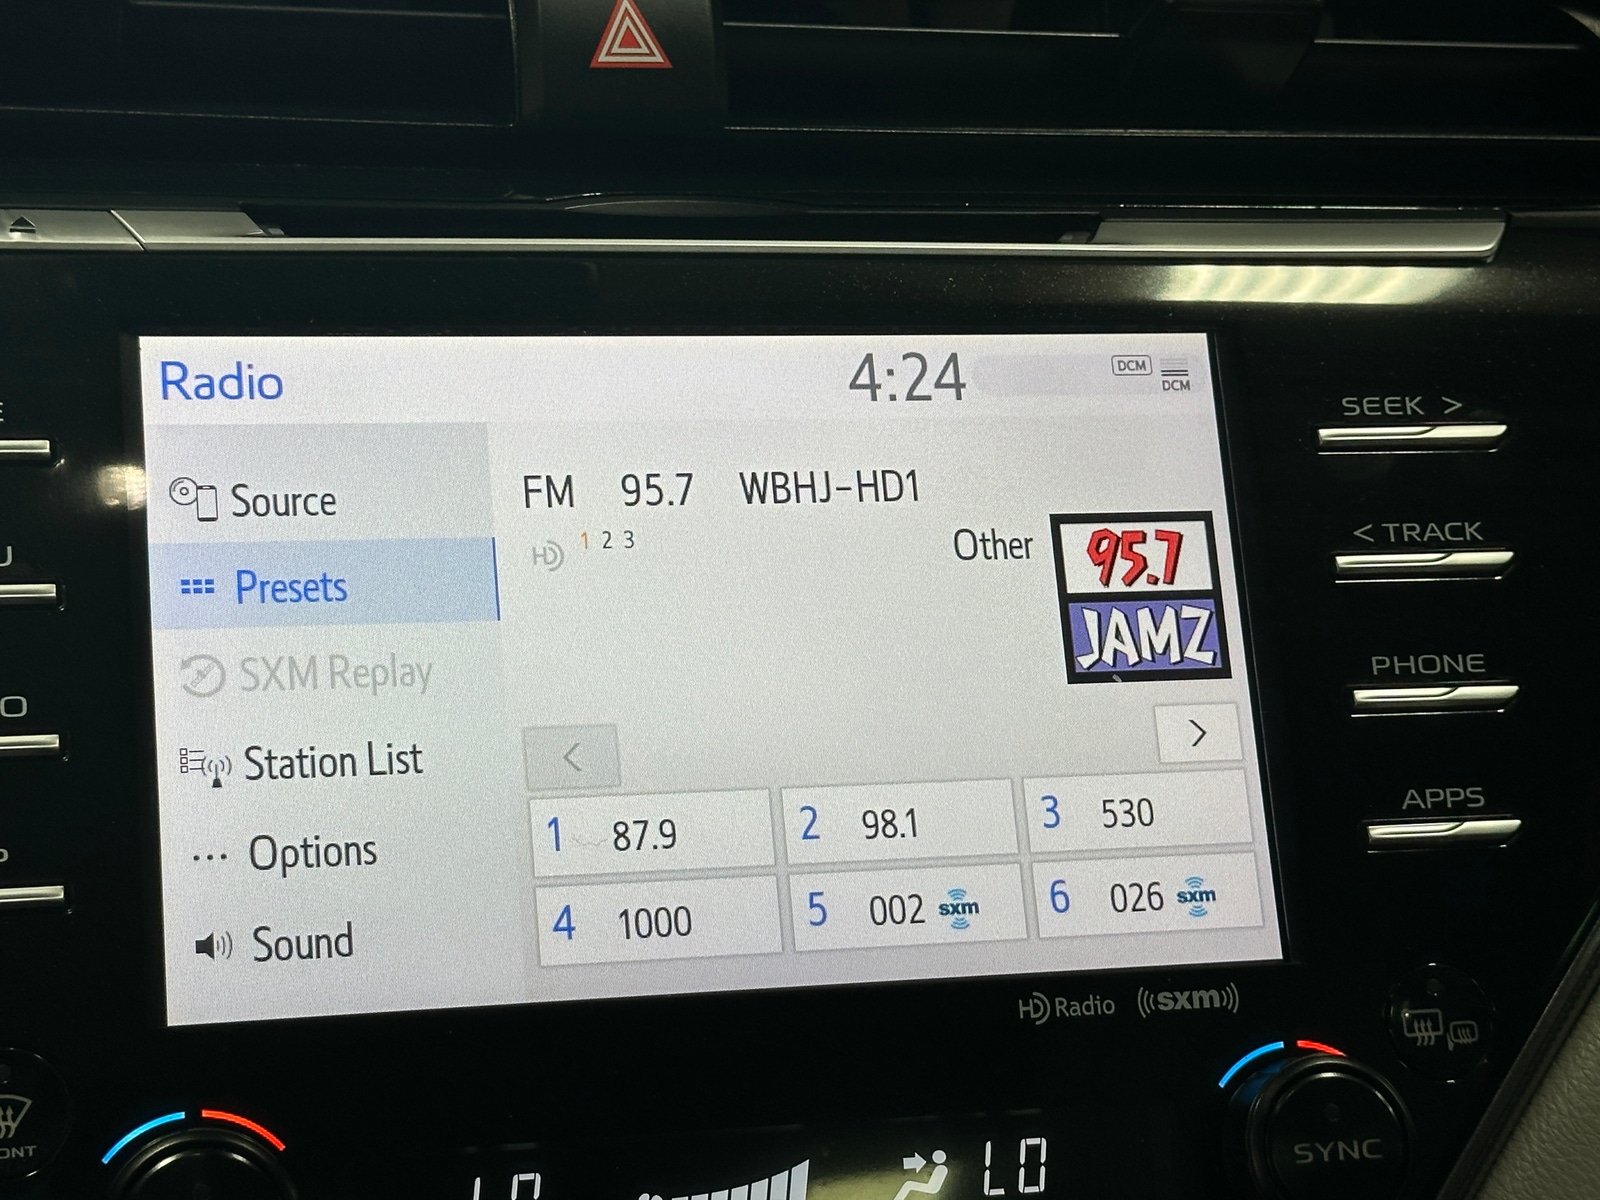 Radio
4:24
DCM
DCM
SEEK >
Source
FM 95.7 WBHJ-HD1
< TRACK
HD 1 2 3
Other
95.7
JAMZ
Presets
SXM Replay
PHONE
<
>
Station List
APPS
1 87.9
2 98.1
3 530
Options
4 1000
5 002 sxm
6 026 sxm
Sound
HD Radio
((sxm))
SYNC
LO